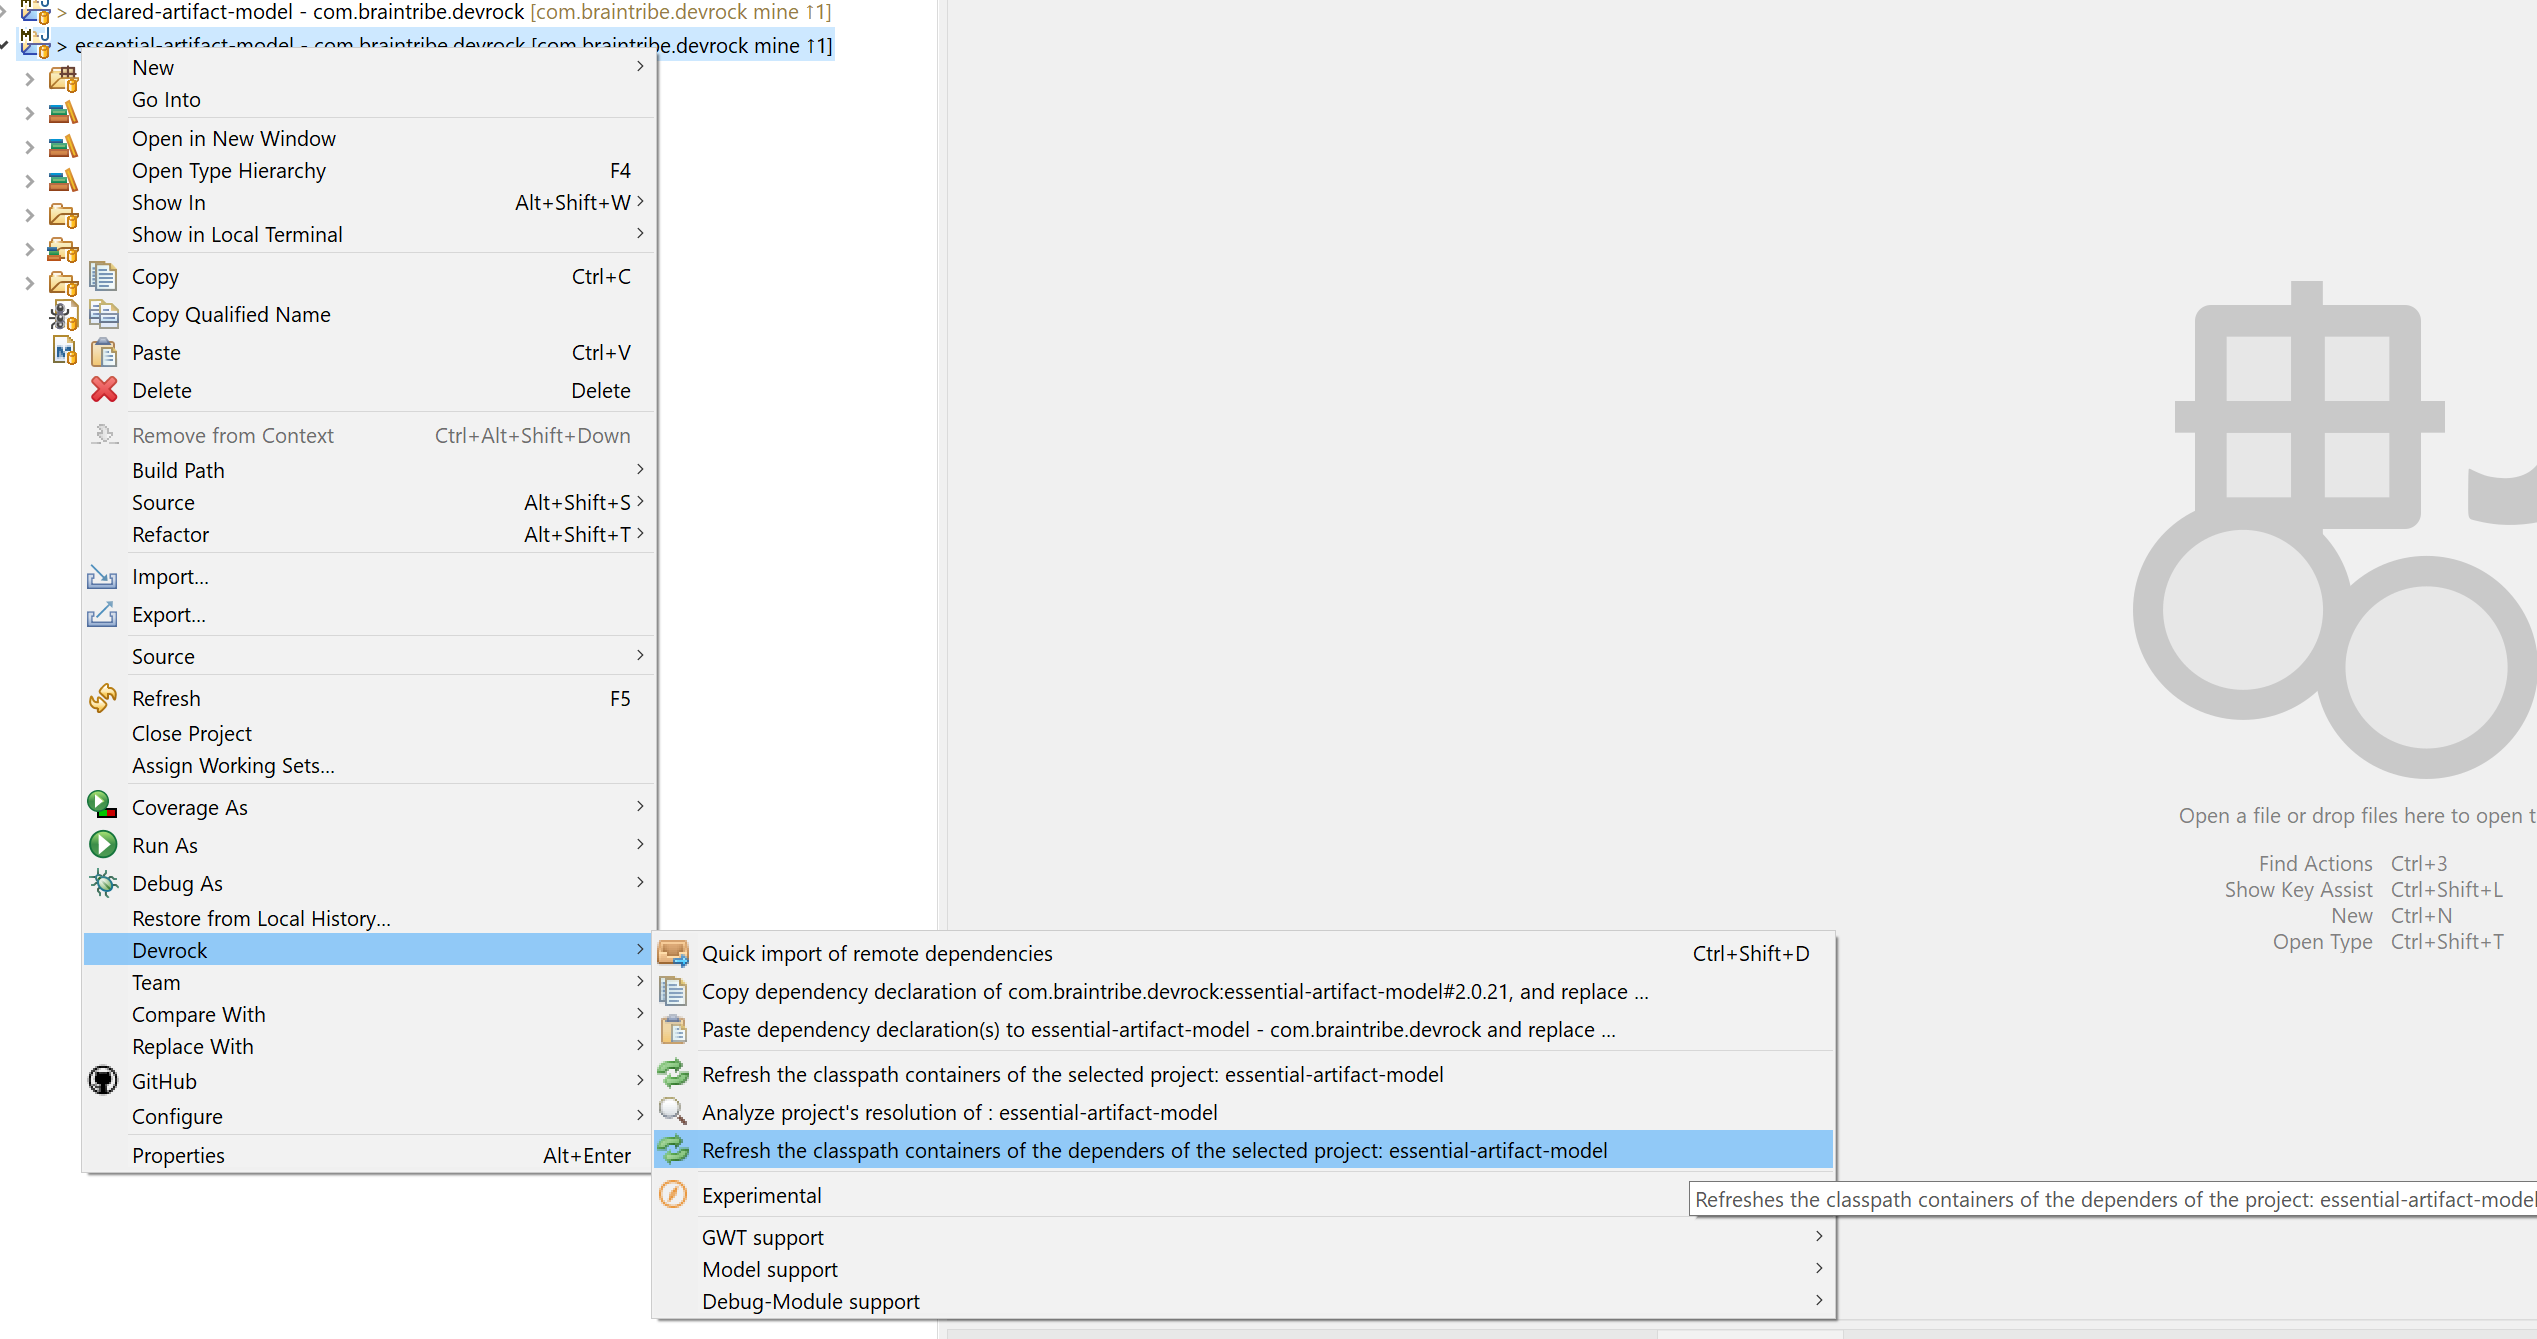 > declared-artifact-model - com.braintribe.devrock [com.braintribe.devrock mine ↑1]
> essential-artifact-model - com.braintribe.devrock [com.braintribe.devrock mine ↑1]
New
Go Into
Open in New Window
Open Type Hierarchy F4
Show In Alt+Shift+W
Show in Local Terminal
Copy Ctrl+C
Copy Qualified Name
Paste Ctrl+V
Delete Delete
Remove from Context Ctrl+Alt+Shift+Down
Build Path
Source Alt+Shift+S
Refactor Alt+Shift+T
Import...
Export...
Source
Refresh F5
Close Project
Assign Working Sets...
Coverage As
Run As
Debug As
Restore from Local History...
Devrock
Team
Compare With
Replace With
GitHub
Configure
Properties Alt+Enter
Quick import of remote dependencies Ctrl+Shift+D
Copy dependency declaration of com.braintribe.devrock:essential-artifact-model#2.0.21, and replace ...
Paste dependency declaration(s) to essential-artifact-model - com.braintribe.devrock and replace ...
Refresh the classpath containers of the selected project: essential-artifact-model
Analyze project's resolution of : essential-artifact-model
Refresh the classpath containers of the dependers of the selected project: essential-artifact-model
Experimental
Refreshes the classpath containers of the dependers of the project: essential-artifact-model
GWT support
Model support
Debug-Module support
Open a file or drop files here to open t
Find Actions Ctrl+3
Show Key Assist Ctrl+Shift+L
New Ctrl+N
Open Type Ctrl+Shift+T